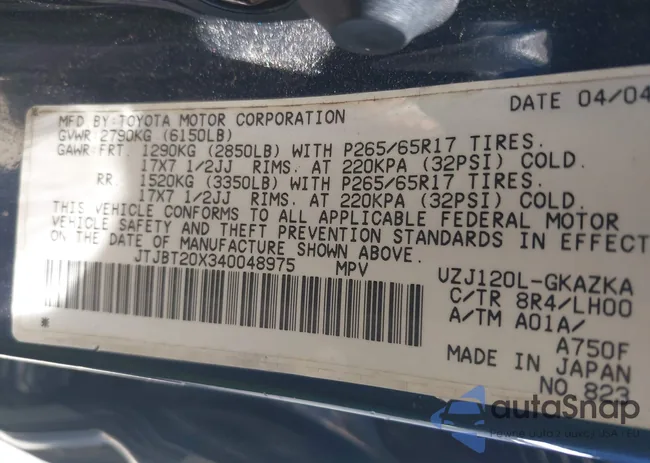 MFD BY: TOYOTA MOTOR CORPORATION DATE 04/04
GVWR 2790KG (6150LB)
GAWR: FRT. 1290KG (2850LB) WITH P265/65R17 TIRES.
17X7 1/2JJ RIMS. AT 220KPA (32PSI) COLD.
RR. 1520KG (3350LB) WITH P265/65R17 TIRES.
17X7 1/2JJ RIMS. AT 220KPA (32PSI) COLD.
THIS VEHICLE CONFORMS TO ALL APPLICABLE FEDERAL MOTOR
VEHICLE SAFETY AND THEFT PREVENTION STANDARDS IN EFFECT
ON THE DATE OF MANUFACTURE SHOWN ABOVE.
JTJBT20X340048975 MPV
UZJ120L-GKAZKA
C/TR 8R4/LH00
A/TM A01A/
A750F
MADE IN JAPAN
NO 823
autoSnap